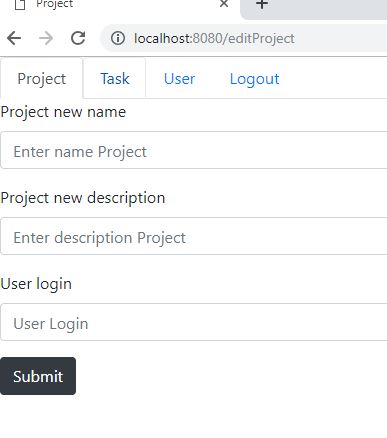 Project
localhost:8080/editProject
Project Task User Logout
Project new name
Enter name Project
Project new description
Enter description Project
User login
User Login
Submit